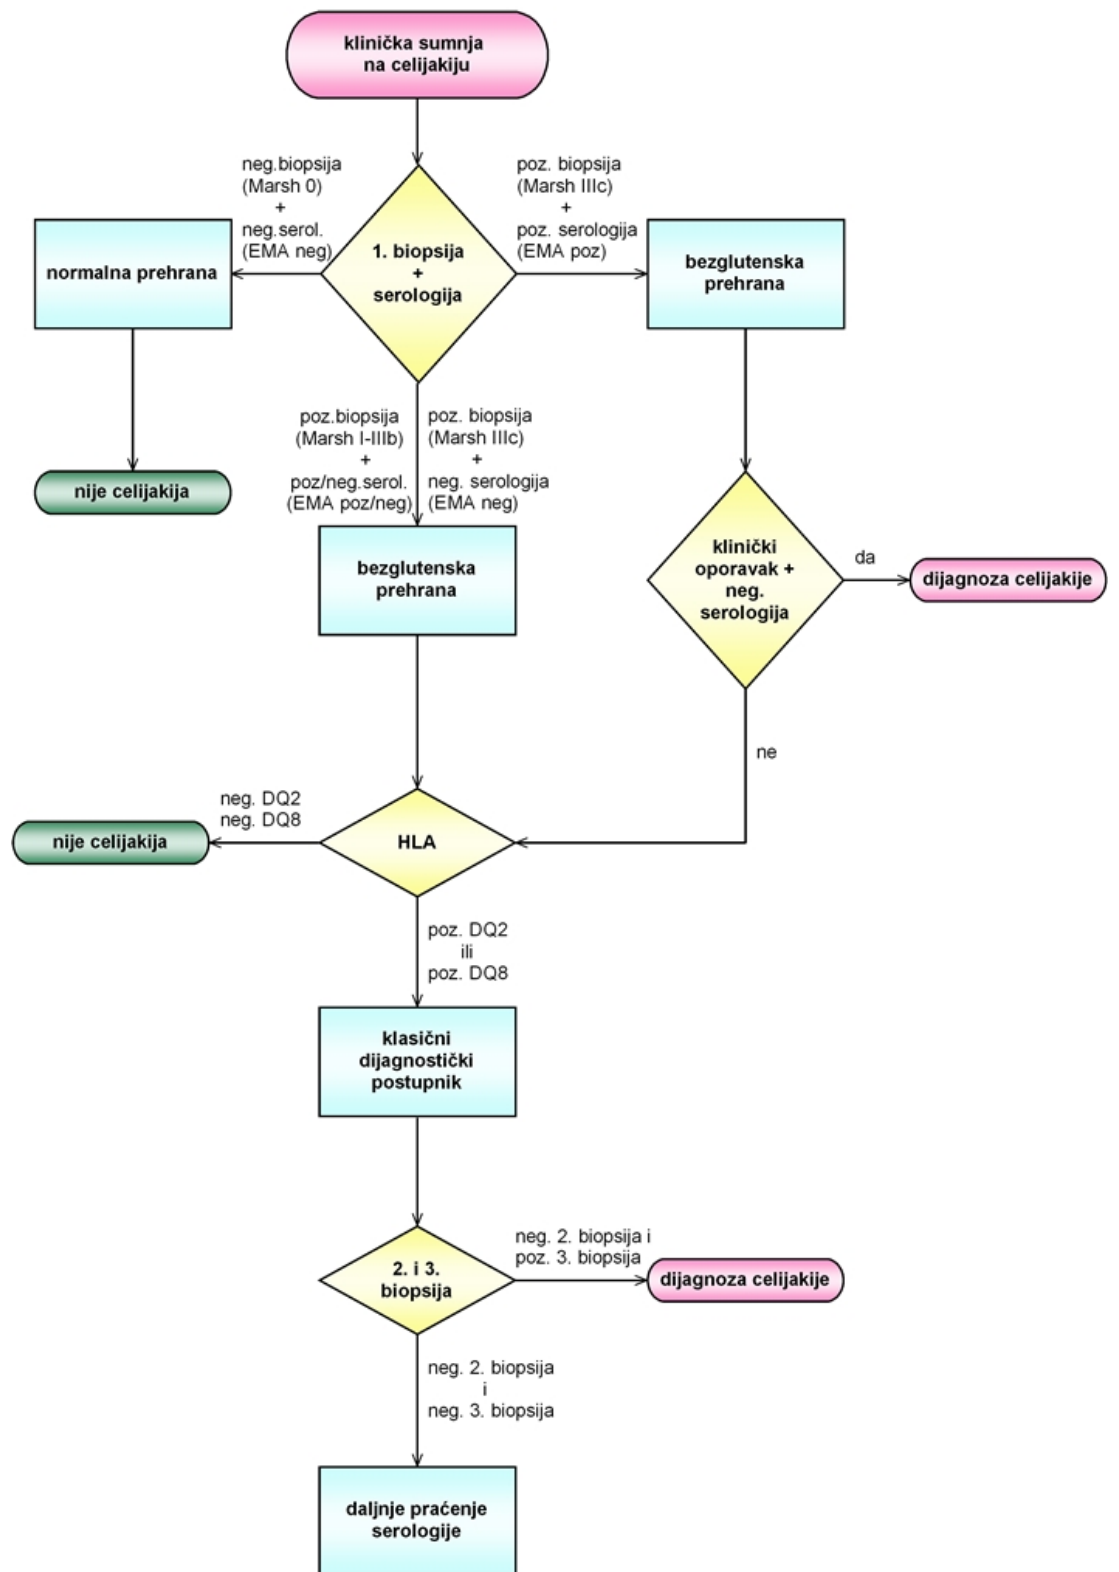 klinička sumnja
na celijakiju
neg.biopsija
(Marsh 0)
+
neg.serol.
(EMA neg)
poz. biopsija
(Marsh IIIc)
+
poz. serologija
(EMA poz)
normalna prehrana
1. biopsija
+
serologija
bezglutenska
prehrana
poz.biopsija
(Marsh I-IIIb)
+
poz/neg.serol.
(EMA poz/neg)
poz. biopsija
(Marsh IIIc)
+
neg. serologija
(EMA neg)
nije celijakija
bezglutenska
prehrana
klinički
oporavak +
neg.
serologija
da
dijagnoza celijakije
ne
neg. DQ2
neg. DQ8
nije celijakija
HLA
poz. DQ2
ili
poz. DQ8
klasični
dijagnostički
postupnik
2. i 3.
biopsija
neg. 2. biopsija i
poz. 3. biopsija
dijagnoza celijakije
neg. 2. biopsija
i
neg. 3. biopsija
daljnje praćenje
serologije